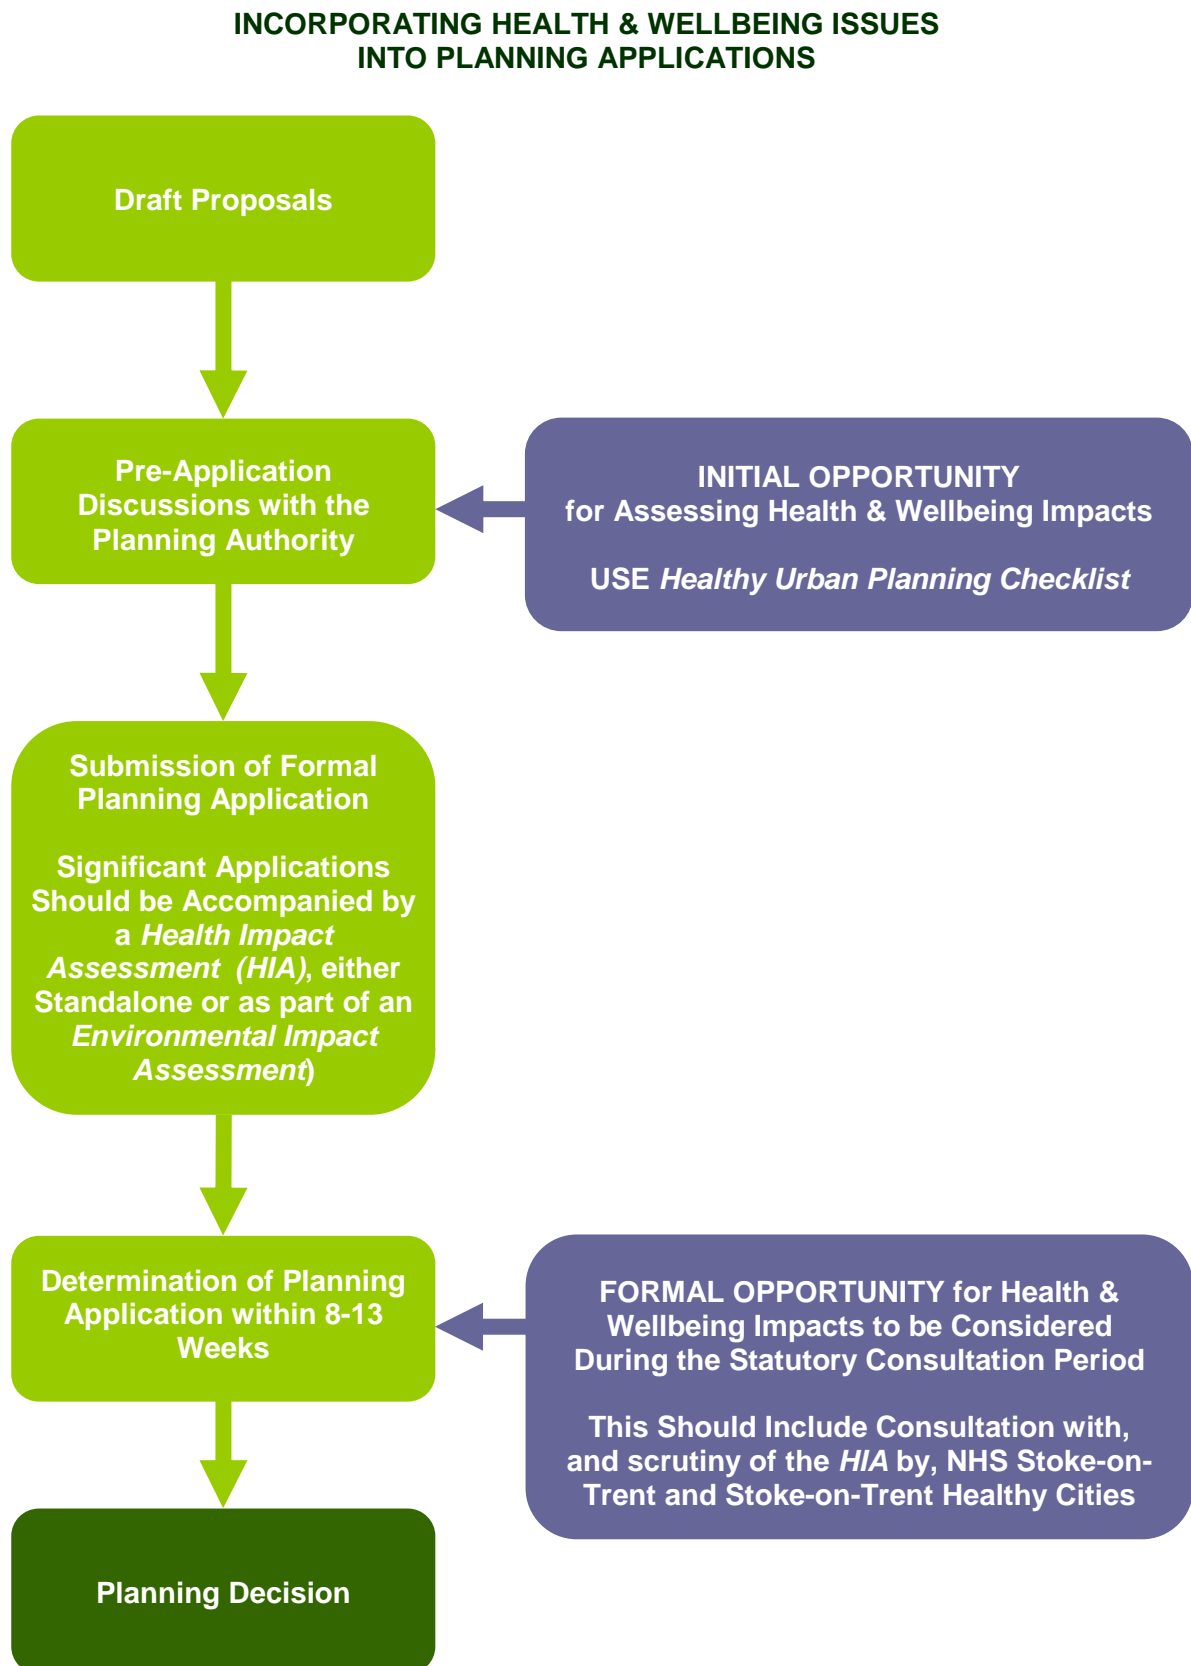 INCORPORATING HEALTH & WELLBEING ISSUES
INTO PLANNING APPLICATIONS
Draft Proposals
Pre-Application
Discussions with the
Planning Authority
INITIAL OPPORTUNITY
for Assessing Health & Wellbeing Impacts
USE Healthy Urban Planning Checklist
Submission of Formal
Planning Application
Significant Applications
Should be Accompanied by
a Health Impact
Assessment (HIA), either
Standalone or as part of an
Environmental Impact
Assessment)
Determination of Planning
Application within 8-13
Weeks
FORMAL OPPORTUNITY for Health &
Wellbeing Impacts to be Considered
During the Statutory Consultation Period
This Should Include Consultation with,
and scrutiny of the HIA by, NHS Stoke-on-
Trent and Stoke-on-Trent Healthy Cities
Planning Decision